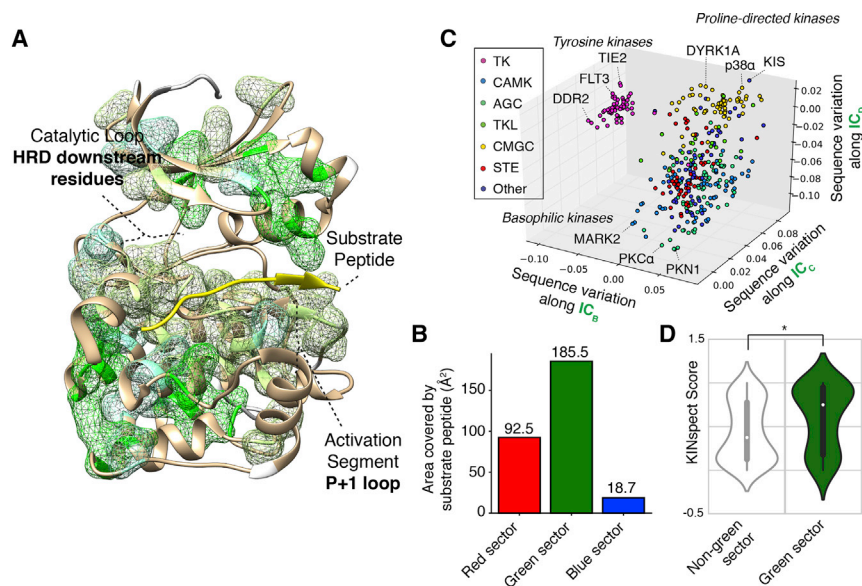 A
Catalytic Loop
HRD downstream
residues
Substrate
Peptide
Activation
Segment
P+1 loop
C
Proline-directed kinases
Tyrosine kinases
DYRK1A
TIE2
p38α
KIS
FLT3
DDR2
TK
CAMK
AGC
TKL
CMGC
STE
Other
Basophilic kinases
MARK2
PKCα
PKN1
0.02
0.00
-0.02
-0.04
-0.06
-0.08
-0.10
Sequence variation
along IC_D
-0.10
-0.05
0.00
0.05
Sequence variation
along IC_B
0.00
0.02
0.04
0.06
0.08
Sequence variation
along IC_C
B
Area covered by
substrate peptide (Å²)
150
100
50
0
92.5
185.5
18.7
Red sector
Green sector
Blue sector
D
*
KINspect Score
1.5
-0.5
Non-green
sector
Green sector